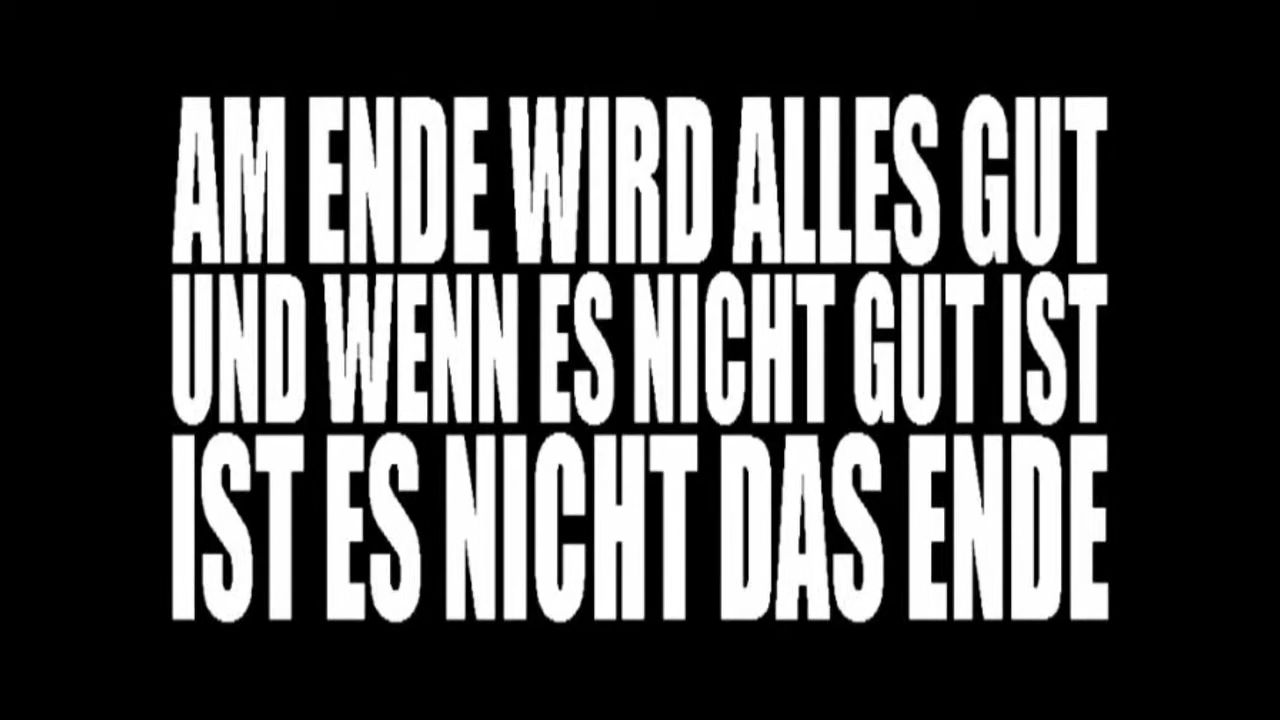 AM ENDE WIRD ALLES GUT
UND WENN ES NICHT GUT IST
IST ES NICHT DAS ENDE